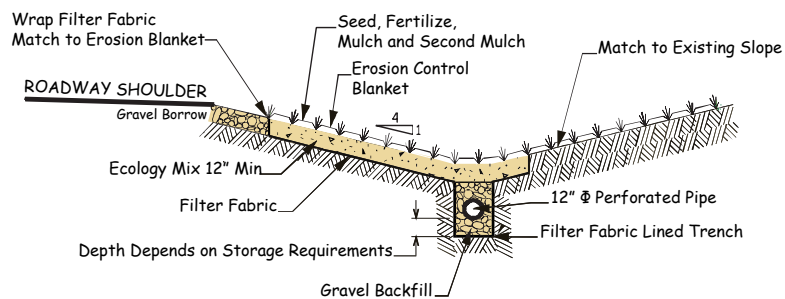 Wrap Filter Fabric
Match to Erosion Blanket
Seed, Fertilize,
Mulch and Second Mulch
Match to Existing Slope
Erosion Control
Blanket
ROADWAY SHOULDER
Gravel Borrow
4
1
Ecology Mix 12" Min
Filter Fabric
12" Φ Perforated Pipe
Filter Fabric Lined Trench
Depth Depends on Storage Requirements
Gravel Backfill